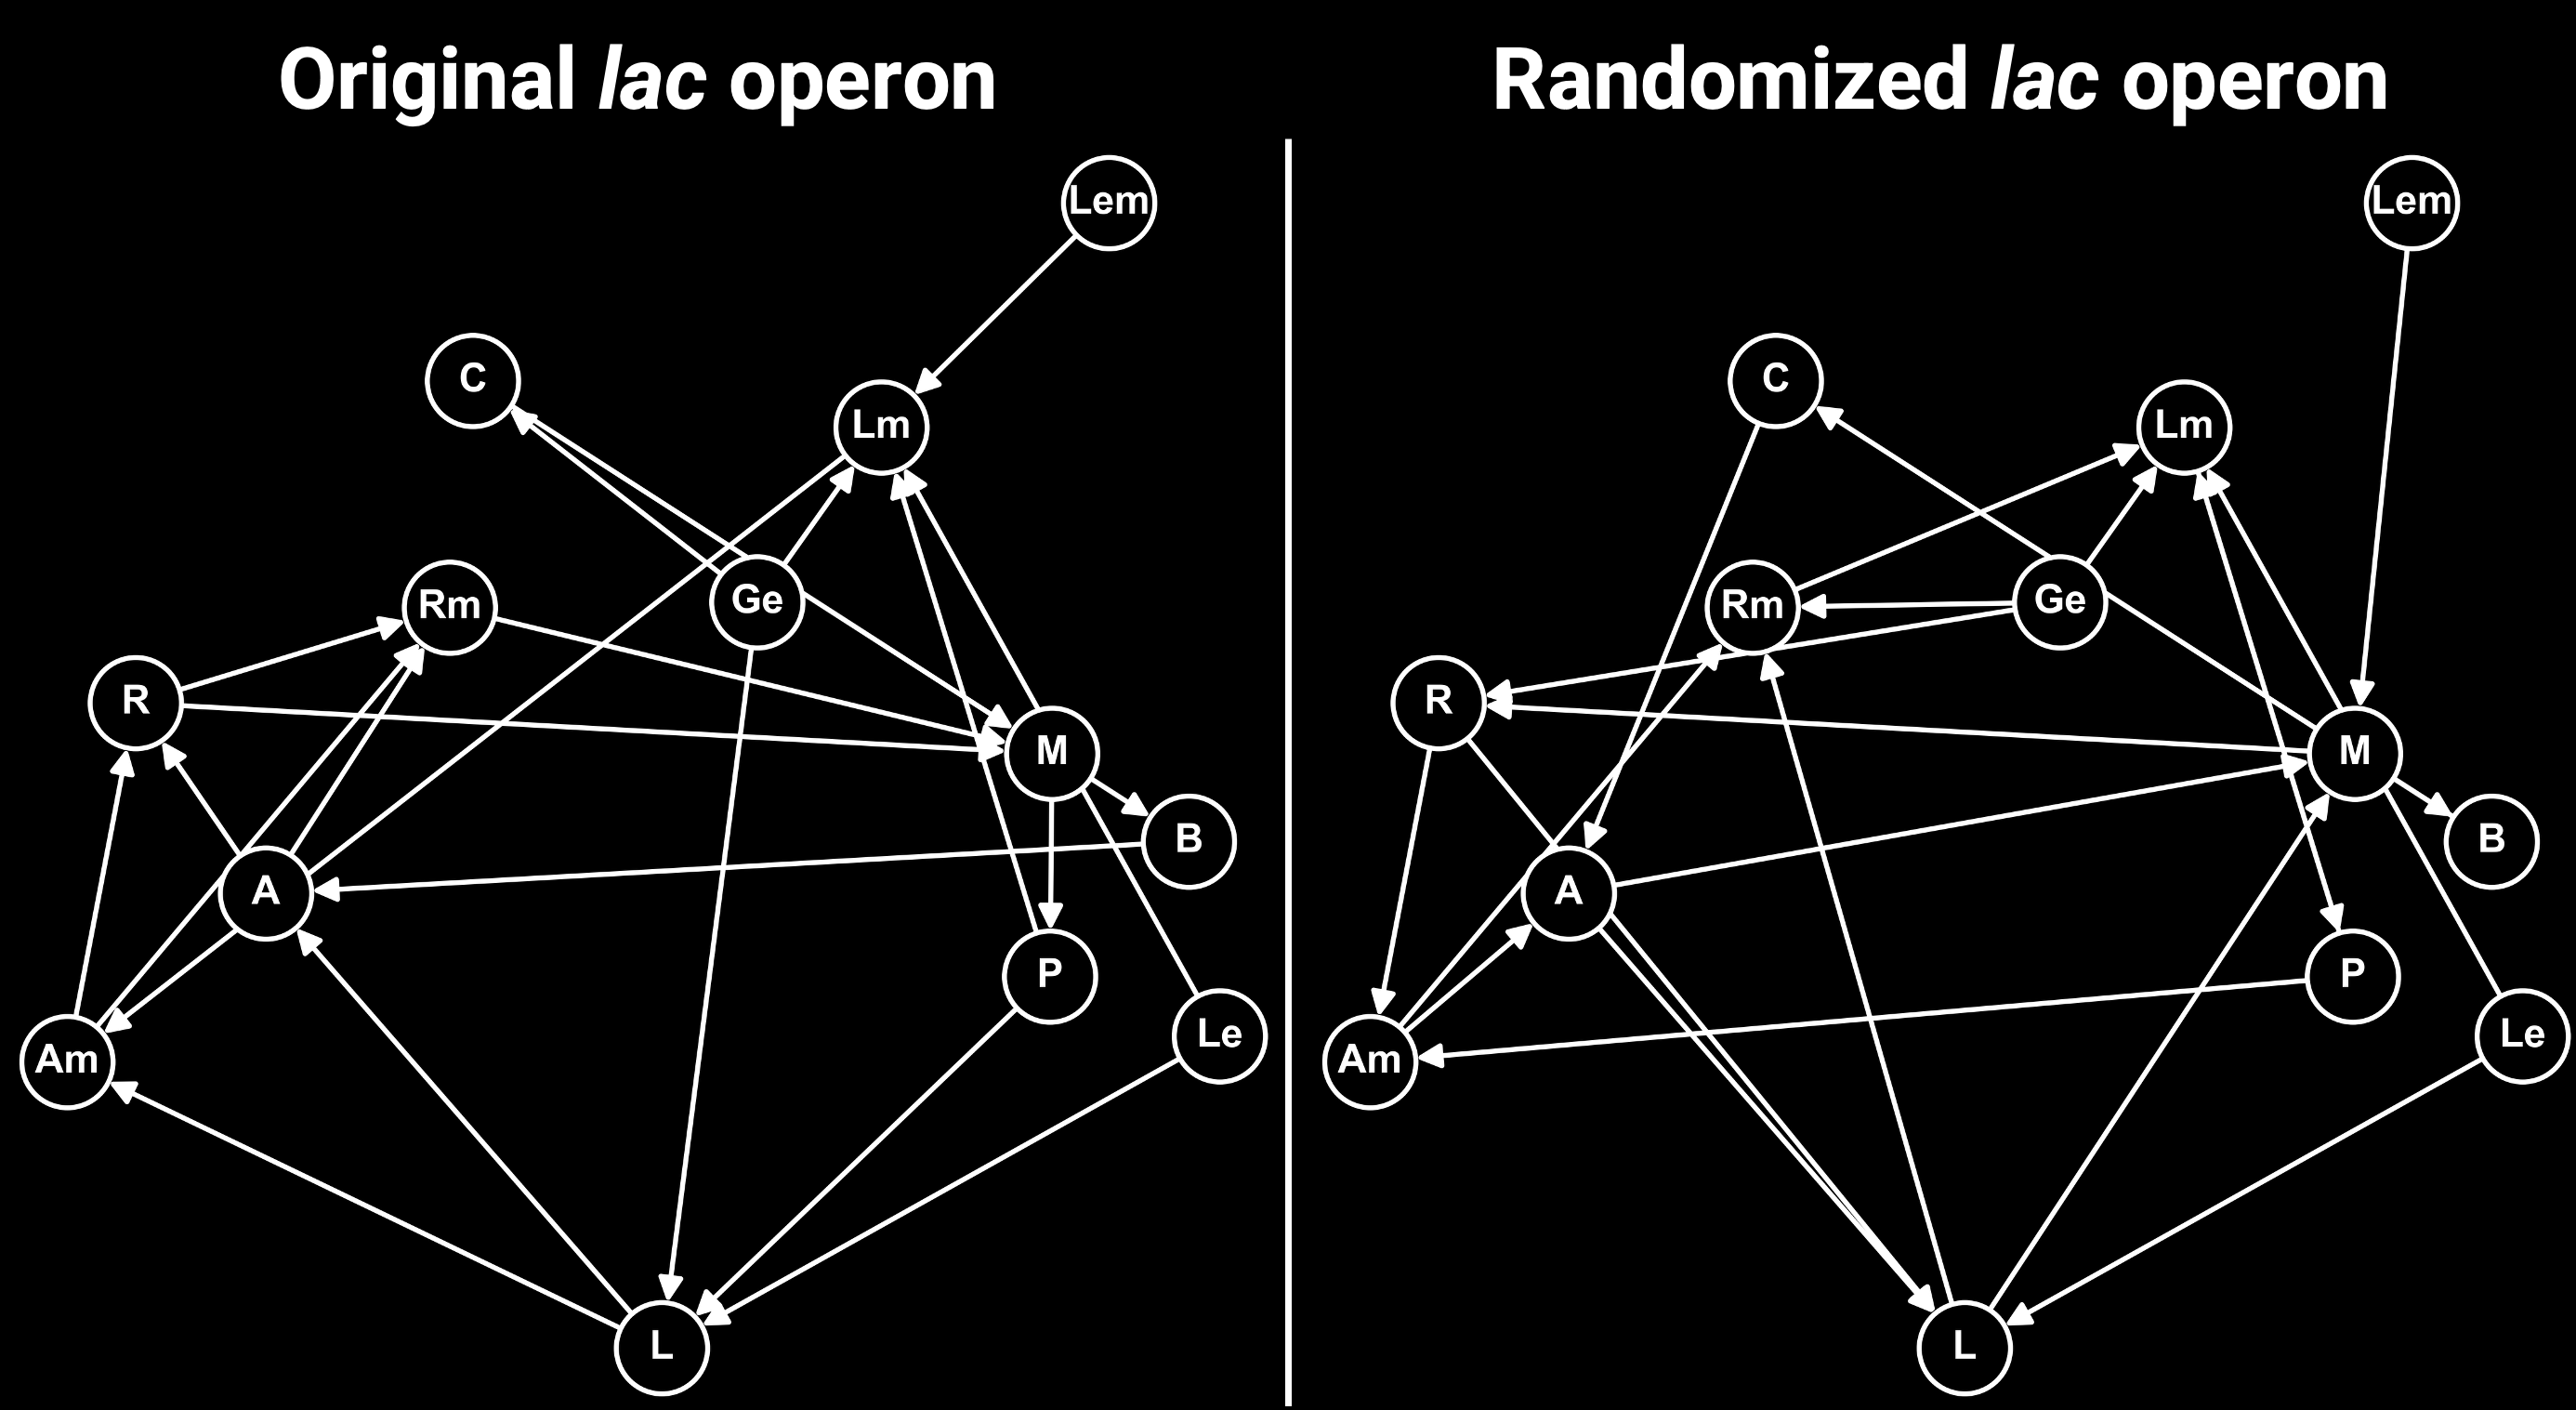 Original lac operon
Lem
C
Lm
Ge
Rm
R
M
B
A
P
Le
Am
L
Randomized lac operon
Lem
C
Lm
Ge
Rm
R
M
B
A
P
Le
Am
L